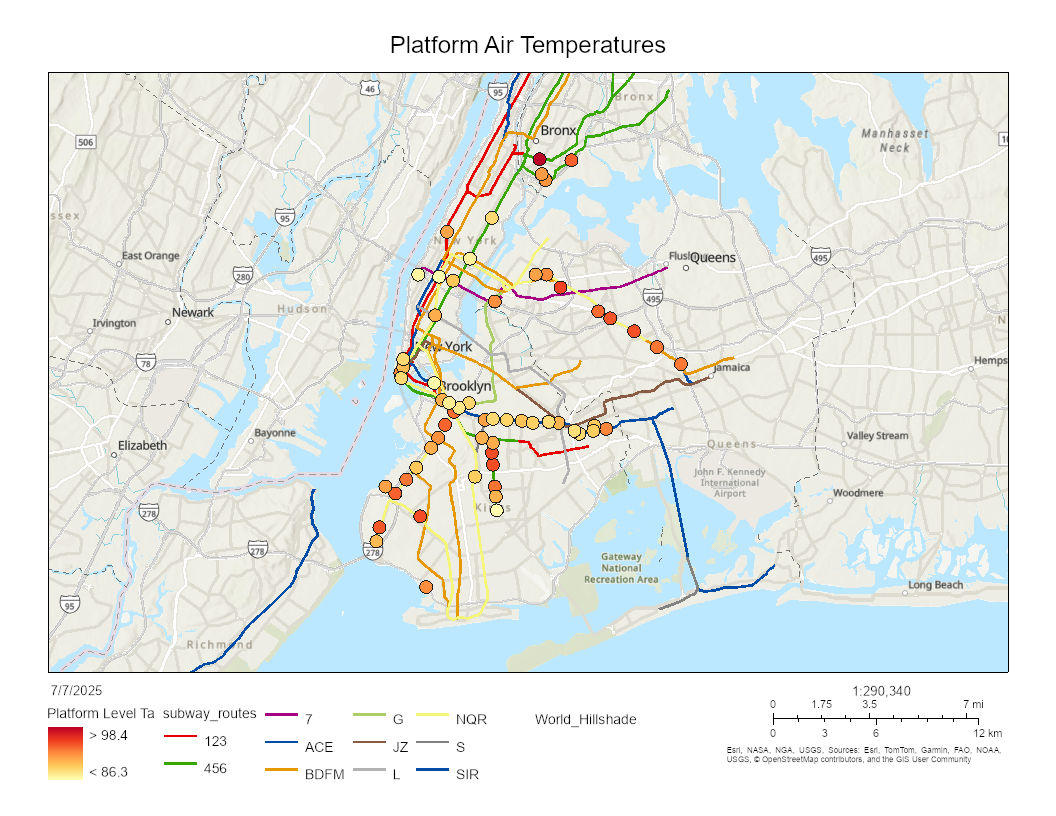 Platform Air Temperatures
46
95
Bronx
506
Bronx
Manhasset
Neck
ssex
95
New York
East Orange
Flushing
Queens
495
280
495
Hudson
Newark
Irvington
New York
Hemps
78
Jamaica
Brooklyn
Bayonne
Elizabeth
Queens
Valley Stream
John F. Kennedy
International
Airport
Woodmere
278
Kings
278
278
Gateway
National
Recreation Area
Long Beach
95
Richmond
7/7/2025
1:290,340
Platform Level Ta
> 98.4
< 86.3
subway_routes
123
456
7
ACE
BDFM
G
JZ
L
NQR
S
SIR
World_Hillshade
0 1.75 3.5 7 mi
0 3 6 12 km
Esri, NASA, NGA, USGS, Sources: Esri, TomTom, Garmin, FAO, NOAA,
USGS, © OpenStreetMap contributors, and the GIS User Community